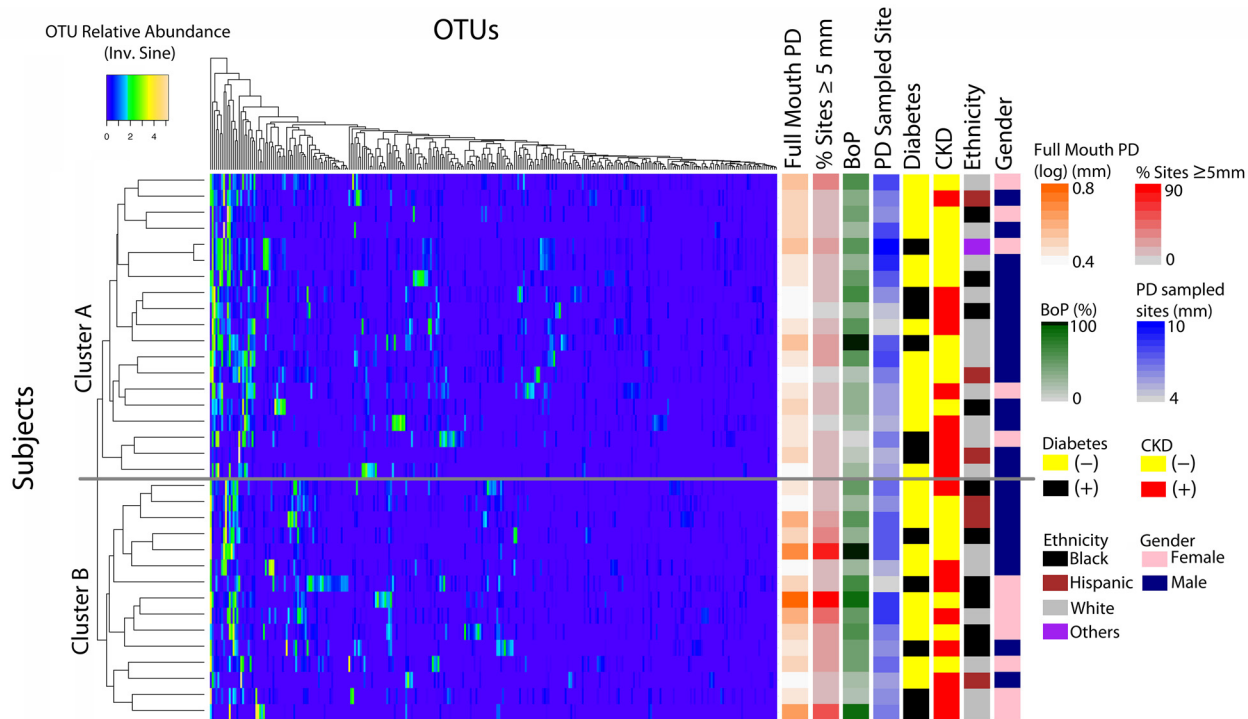 OTUs
OTU Relative Abundance
(Inv. Sine)
0 2 4
Full Mouth PD
% Sites ≥ 5 mm
BoP
PD Sampled Site
Diabetes
CKD
Ethnicity
Gender
Subjects
Cluster A
Cluster B
Full Mouth PD
(log) (mm)
0.8
0.4
% Sites ≥5mm
90
0
BoP (%)
100
0
PD sampled
sites (mm)
10
4
Diabetes
(−)
(+)
CKD
(−)
(+)
Ethnicity
Black
Hispanic
White
Others
Gender
Female
Male